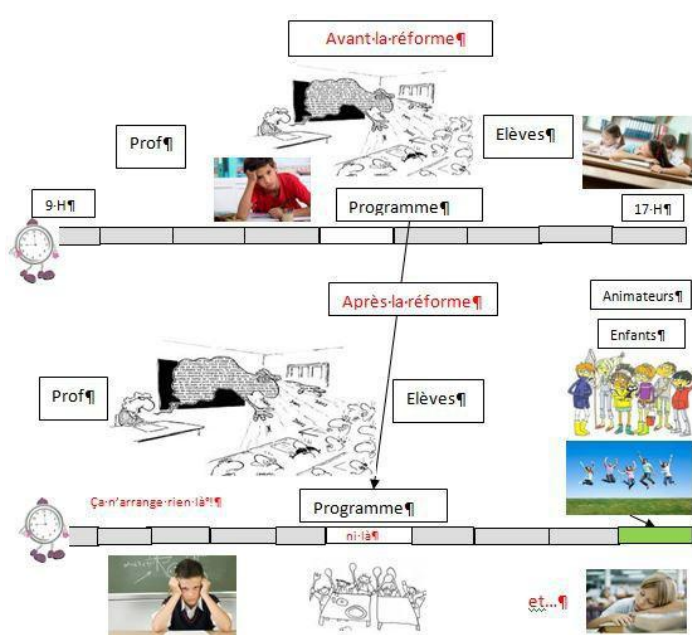 Avant·la·réforme¶
Prof¶
Elèves¶
9·H¶
Programme¶
17·H¶
Après·la·réforme¶
Animateurs¶
Enfants¶
Prof¶
Elèves¶
Ça·n'arrange·rien·là°!¶
Programme¶
ni·là¶
et...¶